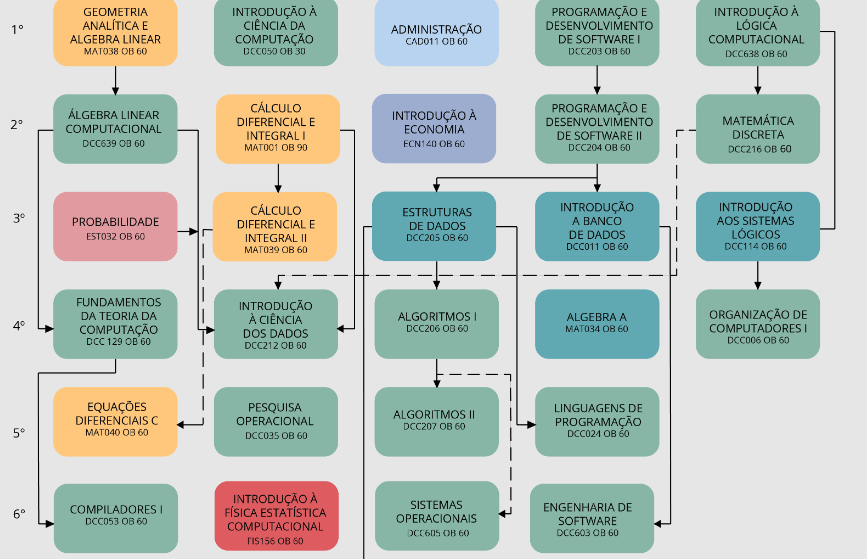 1°
GEOMETRIA
ANALÍTICA E
ALGEBRA LINEAR
MAT038 OB 60
INTRODUÇÃO À
CIÊNCIA DA
COMPUTAÇÃO
DCC050 OB 30
ADMINISTRAÇÃO
CAD011 OB 60
PROGRAMAÇÃO E
DESENVOLVIMENTO
DE SOFTWARE I
DCC203 OB 60
INTRODUÇÃO À
LÓGICA
COMPUTACIONAL
DCC638 OB 60
2°
ÁLGEBRA LINEAR
COMPUTACIONAL
DCC639 OB 60
CÁLCULO
DIFERENCIAL E
INTEGRAL I
MAT001 OB 90
INTRODUÇÃO À
ECONOMIA
ECN140 OB 60
PROGRAMAÇÃO E
DESENVOLVIMENTO
DE SOFTWARE II
DCC204 OB 60
MATEMÁTICA
DISCRETA
DCC216 OB 60
3°
PROBABILIDADE
EST032 OB 60
CÁLCULO
DIFERENCIAL E
INTEGRAL II
MAT039 OB 60
ESTRUTURAS
DE DADOS
DCC205 OB 60
INTRODUÇÃO
A BANCO
DE DADOS
DCC011 OB 60
INTRODUÇÃO
AOS SISTEMAS
LÓGICOS
DCC114 OB 60
4°
FUNDAMENTOS
DA TEORIA DA
COMPUTAÇÃO
DCC 129 OB 60
INTRODUÇÃO
À CIÊNCIA
DOS DADOS
DCC212 OB 60
ALGORITMOS I
DCC206 OB 60
ALGEBRA A
MAT034 OB 60
ORGANIZAÇÃO DE
COMPUTADORES I
DCC006 OB 60
5°
EQUAÇÕES
DIFERENCIAIS C
MAT040 OB 60
PESQUISA
OPERACIONAL
DCC035 OB 60
ALGORITMOS II
DCC207 OB 60
LINGUAGENS DE
PROGRAMAÇÃO
DCC024 OB 60
6°
COMPILADORES I
DCC053 OB 60
INTRODUÇÃO À
FÍSICA ESTATÍSTICA
COMPUTACIONAL
FIS156 OB 60
SISTEMAS
OPERACIONAIS
DCC605 OB 60
ENGENHARIA DE
SOFTWARE
DCC603 OB 60